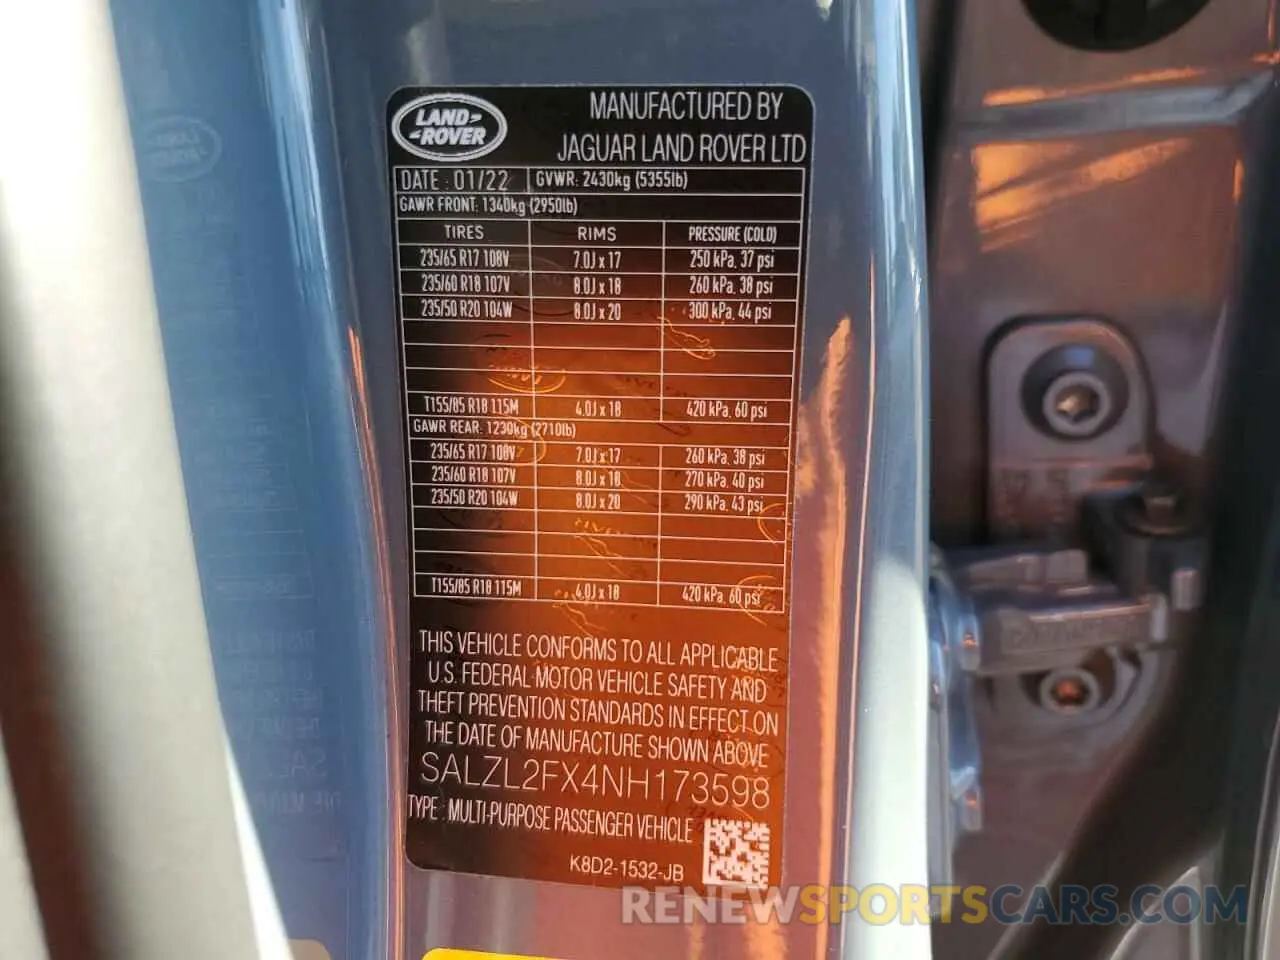 LAND
ROVER
MANUFACTURED BY
JAGUAR LAND ROVER LTD
DATE : 01/22 GVWR: 2430kg (5355lb)
GAWR FRONT: 1340kg (2950lb)
TIRES RIMS PRESSURE (COLD)
235/65 R17 108V 7.0J x 17 250 kPa, 37 psi
235/60 R18 107V 8.0J x 18 260 kPa, 38 psi
235/50 R20 104W 8.0J x 20 300 kPa, 44 psi
T155/85 R18 115M 4.0J x 18 420 kPa, 60 psi
GAWR REAR: 1230kg (2710lb)
235/65 R17 108V 7.0J x 17 260 kPa, 38 psi
235/60 R18 107V 8.0J x 18 270 kPa, 40 psi
235/50 R20 104W 8.0J x 20 290 kPa, 43 psi
T155/85 R18 115M 4.0J x 18 420 kPa, 60 psi
THIS VEHICLE CONFORMS TO ALL APPLICABLE
U.S. FEDERAL MOTOR VEHICLE SAFETY AND
THEFT PREVENTION STANDARDS IN EFFECT ON
THE DATE OF MANUFACTURE SHOWN ABOVE
SALZL2FX4NH173598
TYPE : MULTI-PURPOSE PASSENGER VEHICLE
K8D2-1532-JB
RENEWSPORTSCARS.COM